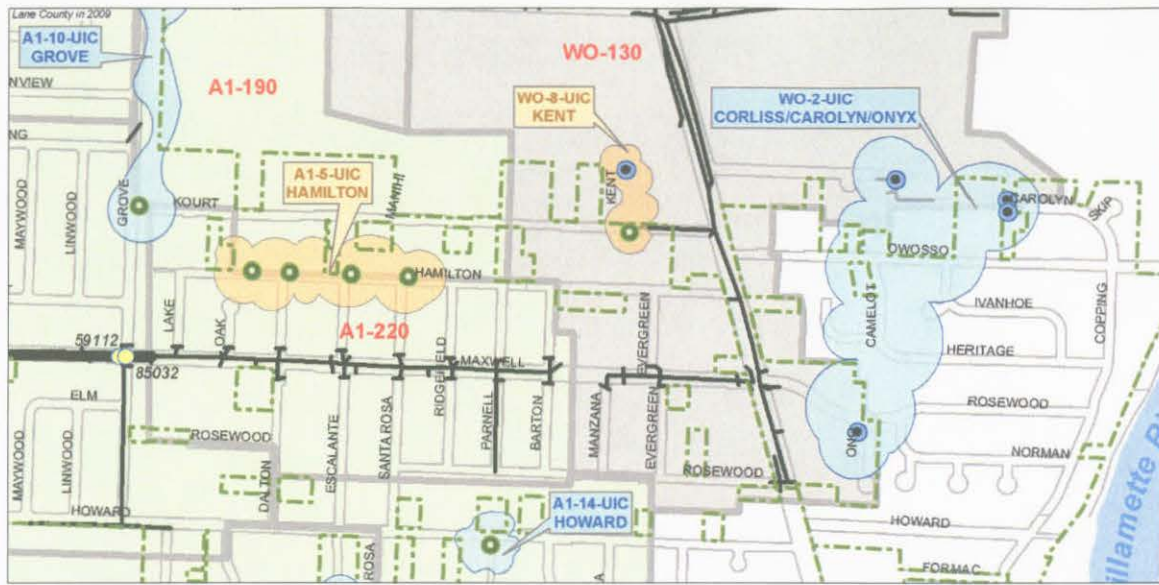 Lane County in 2009
A1-10-UIC
GROVE
A1-190
WO-130
WO-8-UIC
KENT
WO-2-UIC
CORLISS/CAROLYN/ONYX
NVIEW
NG
A1-5-UIC
HAMILTON
MAYWOOD
LINWOOD
GROVE
KOURT
KENT
CAROLYN
SKIP
OWOSSO
HAMILTON
CAMELOT
IVANHOE
COPPING
LAKE
OAK
A1-220
59112
85032
RIDGEFIELD
MAXWELL
EVERGREEN
HERITAGE
ELM
ROSEWOOD
MAYWOOD
LINWOOD
DALTON
ESCALANTE
SANTA ROSA
PARNELL
BARTON
MANZANA
EVERGREEN
ROSEWOOD
ROSEWOOD
NORMAN
HOWARD
A1-14-UIC
HOWARD
HOWARD
ROSA
A
FORMAC
illamette Ri